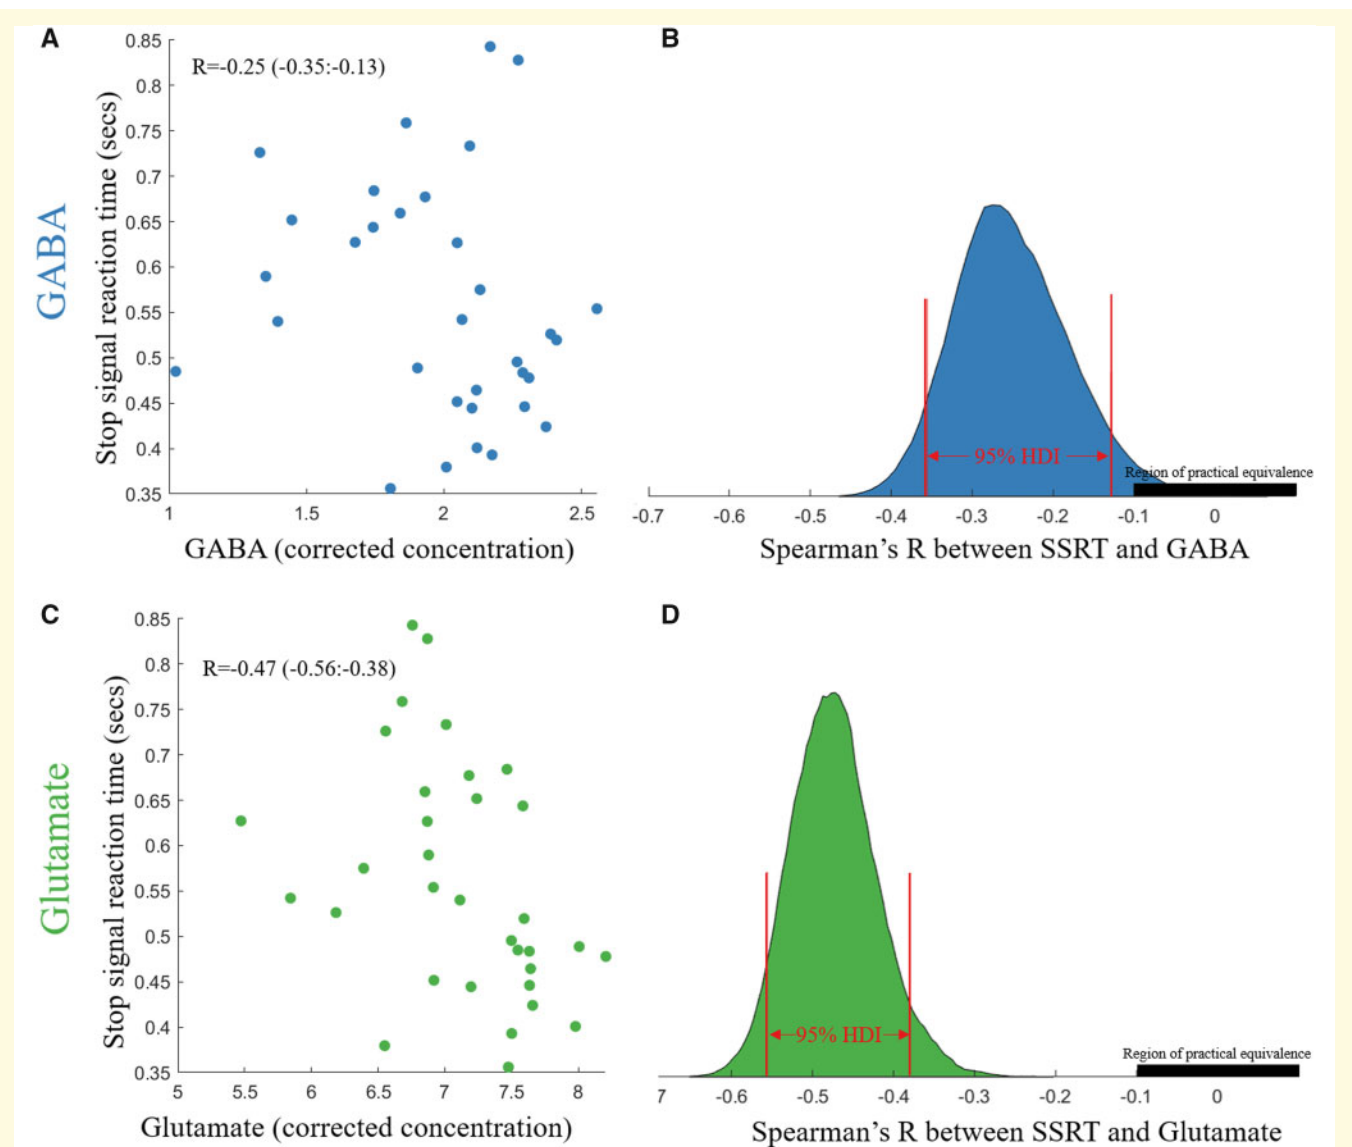 A
B
GABA
Stop signal reaction time (secs)
0.85
0.8
0.75
0.7
0.65
0.6
0.55
0.5
0.45
0.4
0.35
R=-0.25 (-0.35:-0.13)
1
1.5
2
2.5
GABA (corrected concentration)
95% HDI
Region of practical equivalence
-0.7
-0.6
-0.5
-0.4
-0.3
-0.2
-0.1
0
Spearman’s R between SSRT and GABA
C
D
Glutamate
Stop signal reaction time (secs)
0.85
0.8
0.75
0.7
0.65
0.6
0.55
0.5
0.45
0.4
0.35
R=-0.47 (-0.56:-0.38)
5
5.5
6
6.5
7
7.5
8
Glutamate (corrected concentration)
95% HDI
Region of practical equivalence
7
-0.6
-0.5
-0.4
-0.3
-0.2
-0.1
0
Spearman’s R between SSRT and Glutamate